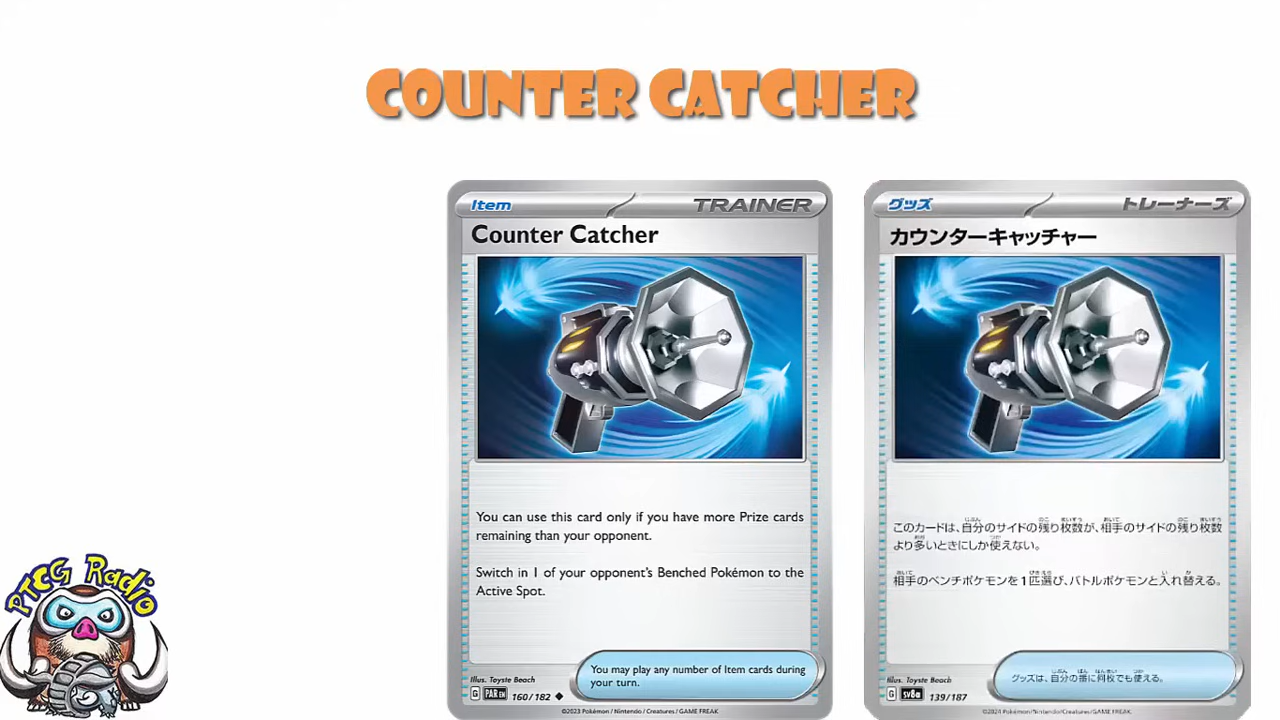 COUNTER CATCHER
Item TRAINER
Counter Catcher
You can use this card only if you have more Prize cards
remaining than your opponent.
Switch in 1 of your opponent's Benched Pokémon to the
Active Spot.
You may play any number of Item cards during
your turn.
Illus. Toyste Beach
G PAR EN 160/182
©2023 Pokémon / Nintendo / Creatures / GAME FREAK
グッズ トレーナーズ
カウンターキャッチャー
このカードは、自分のサイドの残り枚数が、相手のサイドの残り枚数
より多いときにしか使えない。
相手のベンチポケモンを1匹選び、バトルポケモンと入れ替える。
グッズは、自分の番に何枚でも使える。
Illus. Toyste Beach
G sv8a 139/187
©2024 Pokémon/Nintendo/Creatures/GAME FREAK
PTCG Radio